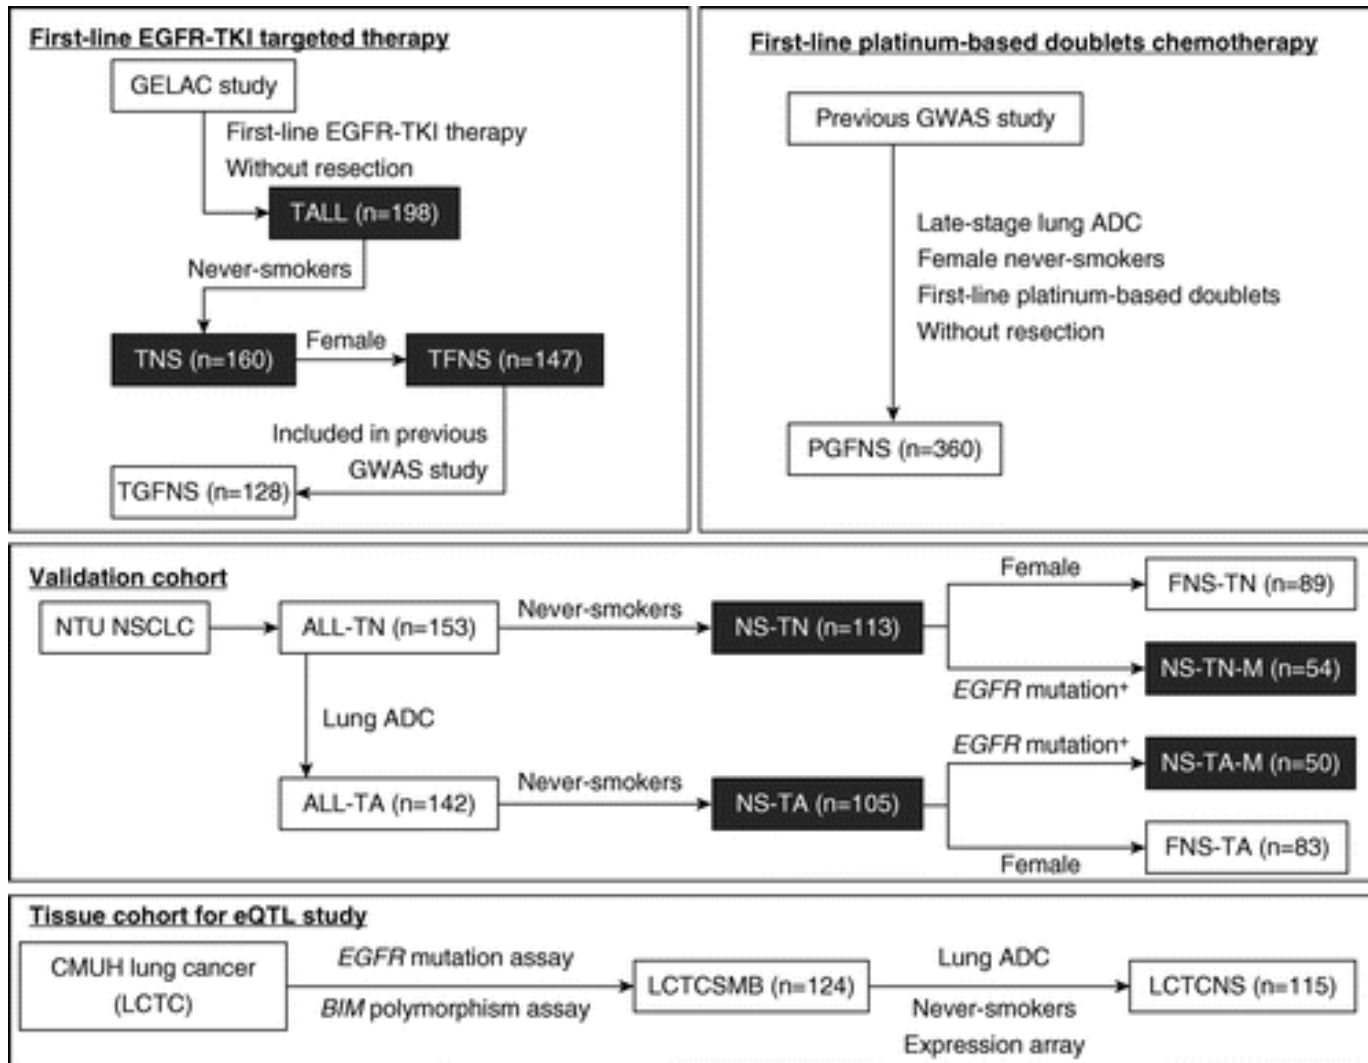 First-line EGFR-TKI targeted therapy
GELAC study
First-line EGFR-TKI therapy
Without resection
TALL (n=198)
Never-smokers
TNS (n=160)
Female
TFNS (n=147)
Included in previous
GWAS study
TGFNS (n=128)
First-line platinum-based doublets chemotherapy
Previous GWAS study
Late-stage lung ADC
Female never-smokers
First-line platinum-based doublets
Without resection
PGFNS (n=360)
Validation cohort
NTU NSCLC
ALL-TN (n=153)
Never-smokers
NS-TN (n=113)
Female
FNS-TN (n=89)
NS-TN-M (n=54)
EGFR mutation⁺
Lung ADC
ALL-TA (n=142)
Never-smokers
NS-TA (n=105)
EGFR mutation⁺
NS-TA-M (n=50)
FNS-TA (n=83)
Female
Tissue cohort for eQTL study
CMUH lung cancer
(LCTC)
EGFR mutation assay
BIM polymorphism assay
LCTCSMB (n=124)
Lung ADC
Never-smokers
Expression array
LCTCNS (n=115)